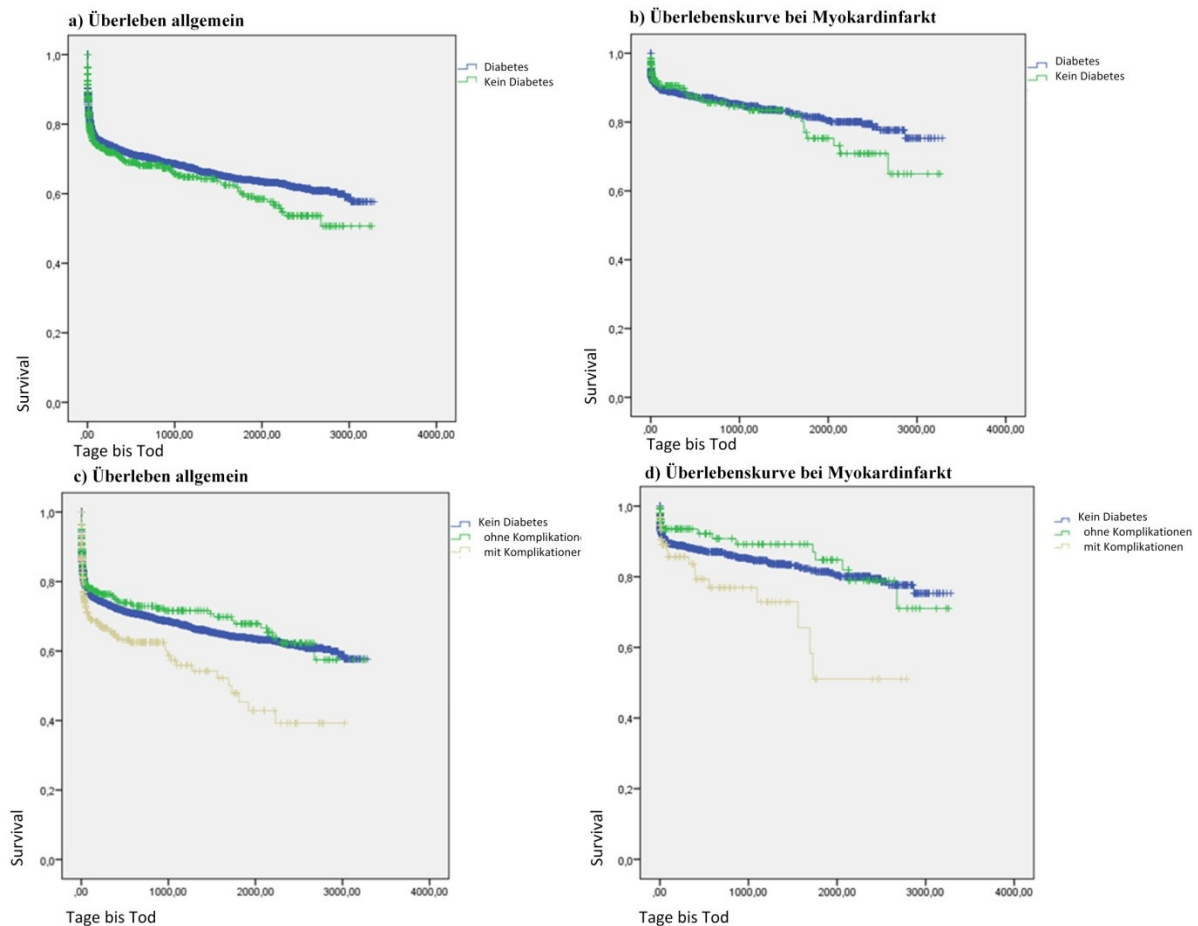 a) Überleben allgemein
Diabetes
Kein Diabetes
1,0
0,8
0,6
0,4
0,2
0,0
Survival
,00 1000,00 2000,00 3000,00 4000,00
Tage bis Tod
b) Überlebenskurve bei Myokardinfarkt
Diabetes
Kein Diabetes
1,0
0,8
0,6
0,4
0,2
0,0
Survival
,00 1000,00 2000,00 3000,00 4000,00
Tage bis Tod
c) Überleben allgemein
Kein Diabetes
ohne Komplikationen
mit Komplikationen
1,0
0,8
0,6
0,4
0,2
0,0
Survival
,00 1000,00 2000,00 3000,00 4000,00
Tage bis Tod
d) Überlebenskurve bei Myokardinfarkt
Kein Diabetes
ohne Komplikationen
mit Komplikationen
1,0
0,8
0,6
0,4
0,2
0,0
Survival
,00 1000,00 2000,00 3000,00 4000,00
Tage bis Tod